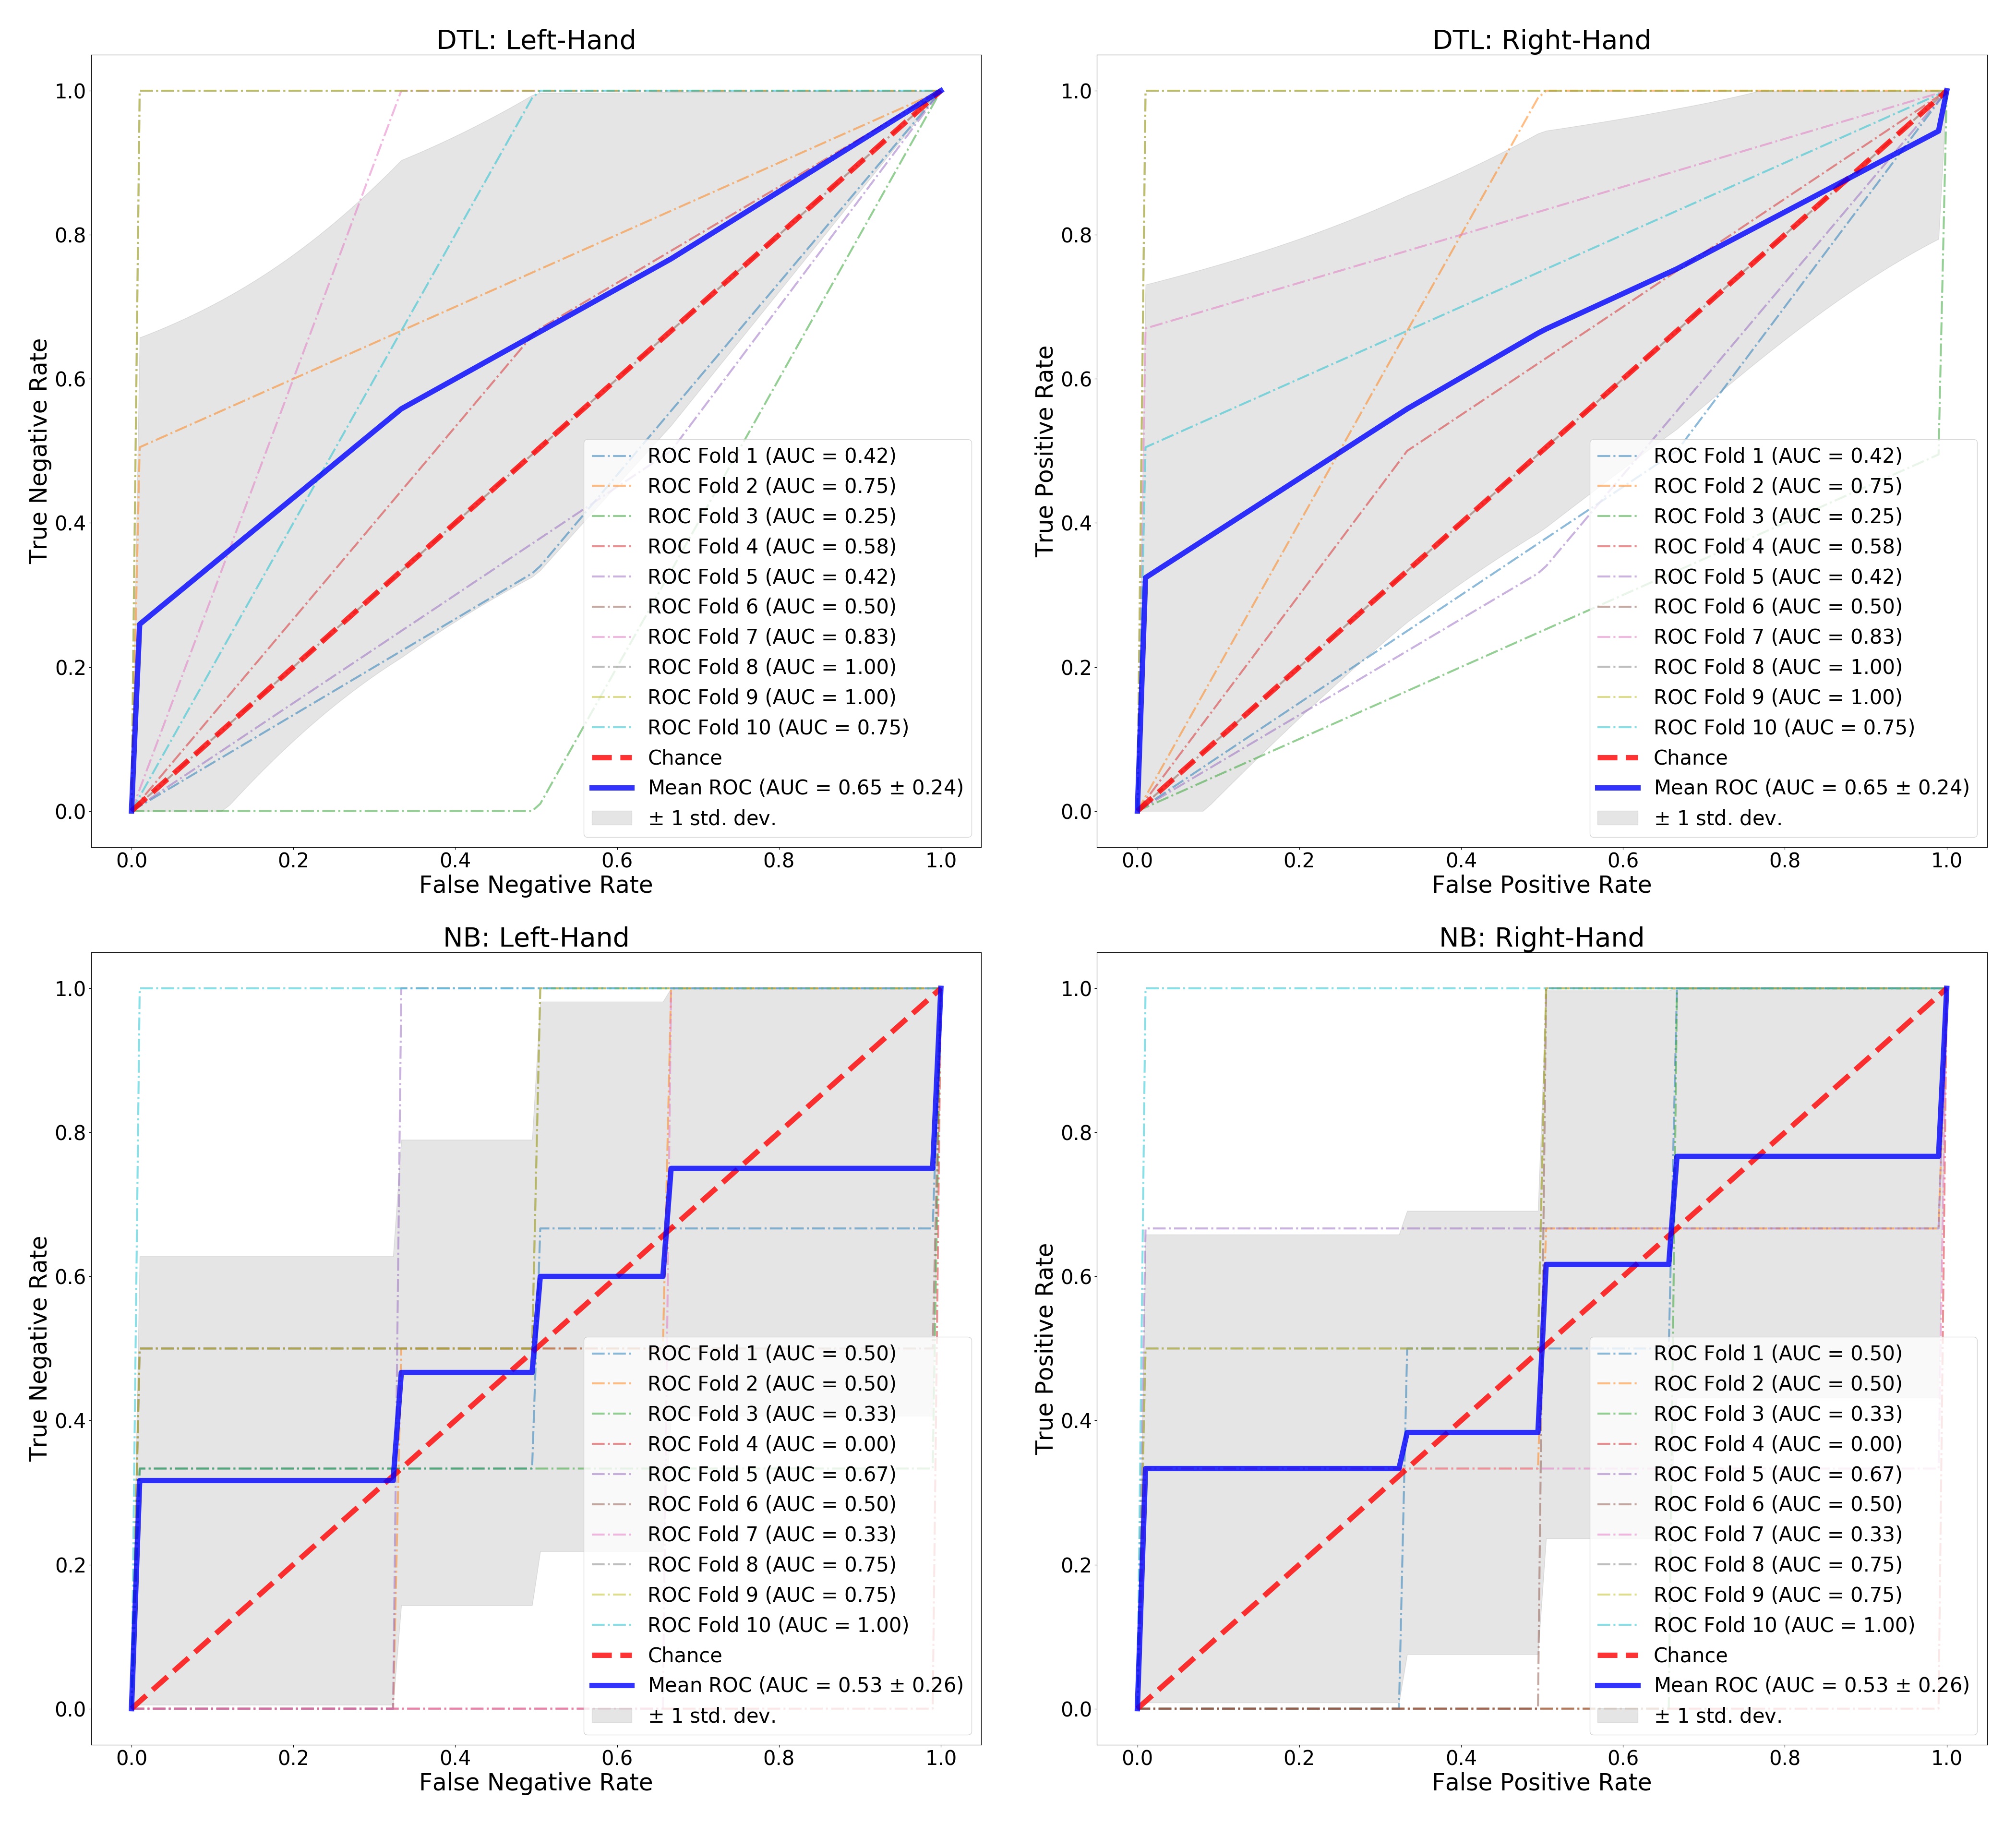 DTL: Left-Hand
True Negative Rate
1.0
0.8
0.6
0.4
0.2
0.0
ROC Fold 1 (AUC = 0.42)
ROC Fold 2 (AUC = 0.75)
ROC Fold 3 (AUC = 0.25)
ROC Fold 4 (AUC = 0.58)
ROC Fold 5 (AUC = 0.42)
ROC Fold 6 (AUC = 0.50)
ROC Fold 7 (AUC = 0.83)
ROC Fold 8 (AUC = 1.00)
ROC Fold 9 (AUC = 1.00)
ROC Fold 10 (AUC = 0.75)
Chance
Mean ROC (AUC = 0.65 ± 0.24)
± 1 std. dev.
0.0 0.2 0.4 0.6 0.8 1.0
False Negative Rate
DTL: Right-Hand
True Positive Rate
1.0
0.8
0.6
0.4
0.2
0.0
ROC Fold 1 (AUC = 0.42)
ROC Fold 2 (AUC = 0.75)
ROC Fold 3 (AUC = 0.25)
ROC Fold 4 (AUC = 0.58)
ROC Fold 5 (AUC = 0.42)
ROC Fold 6 (AUC = 0.50)
ROC Fold 7 (AUC = 0.83)
ROC Fold 8 (AUC = 1.00)
ROC Fold 9 (AUC = 1.00)
ROC Fold 10 (AUC = 0.75)
Chance
Mean ROC (AUC = 0.65 ± 0.24)
± 1 std. dev.
0.0 0.2 0.4 0.6 0.8 1.0
False Positive Rate
NB: Left-Hand
True Negative Rate
1.0
0.8
0.6
0.4
0.2
0.0
ROC Fold 1 (AUC = 0.50)
ROC Fold 2 (AUC = 0.50)
ROC Fold 3 (AUC = 0.33)
ROC Fold 4 (AUC = 0.00)
ROC Fold 5 (AUC = 0.67)
ROC Fold 6 (AUC = 0.50)
ROC Fold 7 (AUC = 0.33)
ROC Fold 8 (AUC = 0.75)
ROC Fold 9 (AUC = 0.75)
ROC Fold 10 (AUC = 1.00)
Chance
Mean ROC (AUC = 0.53 ± 0.26)
± 1 std. dev.
0.0 0.2 0.4 0.6 0.8 1.0
False Negative Rate
NB: Right-Hand
True Positive Rate
1.0
0.8
0.6
0.4
0.2
0.0
ROC Fold 1 (AUC = 0.50)
ROC Fold 2 (AUC = 0.50)
ROC Fold 3 (AUC = 0.33)
ROC Fold 4 (AUC = 0.00)
ROC Fold 5 (AUC = 0.67)
ROC Fold 6 (AUC = 0.50)
ROC Fold 7 (AUC = 0.33)
ROC Fold 8 (AUC = 0.75)
ROC Fold 9 (AUC = 0.75)
ROC Fold 10 (AUC = 1.00)
Chance
Mean ROC (AUC = 0.53 ± 0.26)
± 1 std. dev.
0.0 0.2 0.4 0.6 0.8 1.0
False Positive Rate